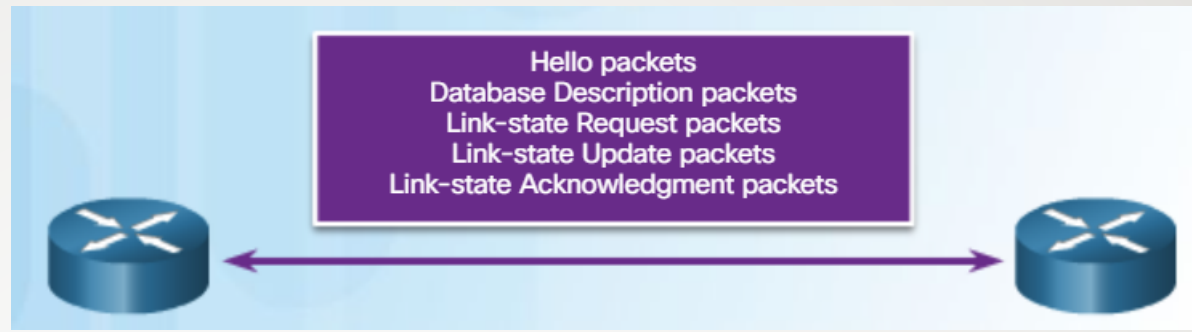 Hello packets
Database Description packets
Link-state Request packets
Link-state Update packets
Link-state Acknowledgment packets